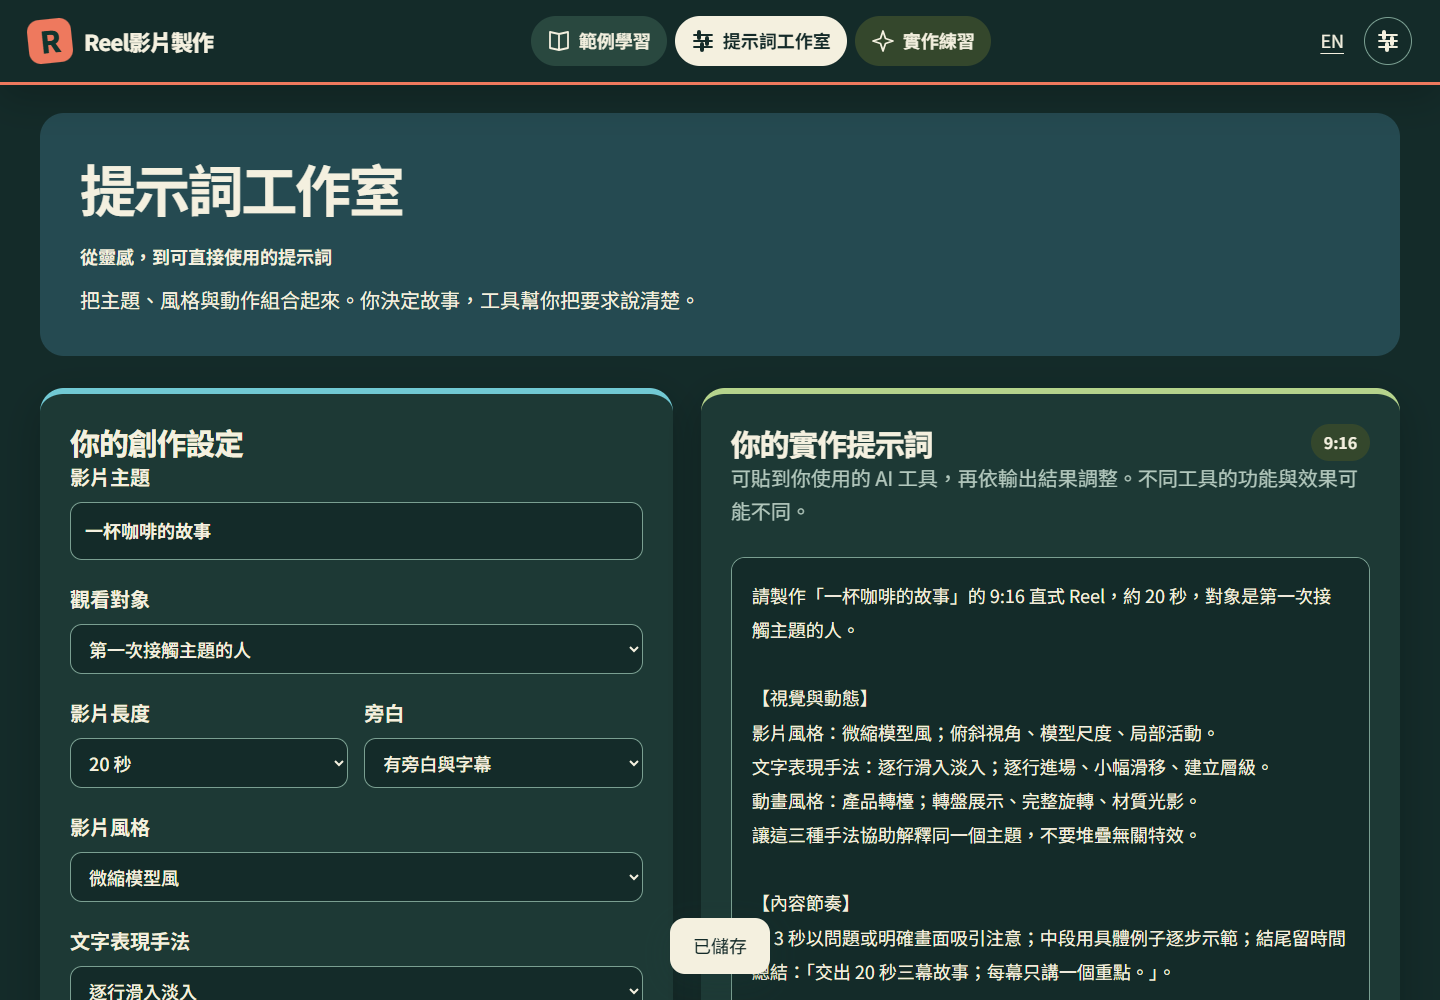 R
Reel影片製作
範例學習
提示詞工作室
實作練習
EN
提示詞工作室
從靈感，到可直接使用的提示詞
把主題、風格與動作組合起來。你決定故事，工具幫你把要求說清楚。
你的創作設定
影片主題
一杯咖啡的故事
觀看對象
第一次接觸主題的人
影片長度
旁白
20 秒
有旁白與字幕
影片風格
微縮模型風
文字表現手法
逐行滑入淡入
你的實作提示詞
9:16
可貼到你使用的 AI 工具，再依輸出結果調整。不同工具的功能與效果可
能不同。
請製作「一杯咖啡的故事」的 9:16 直式 Reel，約 20 秒，對象是第一次接
觸主題的人。
【視覺與動態】
影片風格：微縮模型風；俯斜視角、模型尺度、局部活動。
文字表現手法：逐行滑入淡入；逐行進場、小幅滑移、建立層級。
動畫風格：產品轉檯；轉盤展示、完整旋轉、材質光影。
讓這三種手法協助解釋同一個主題，不要堆疊無關特效。
【內容節奏】
3 秒以問題或明確畫面吸引注意；中段用具體例子逐步示範；結尾留時間
總結：「交出 20 秒三幕故事；每幕只講一個重點。」。
已儲存